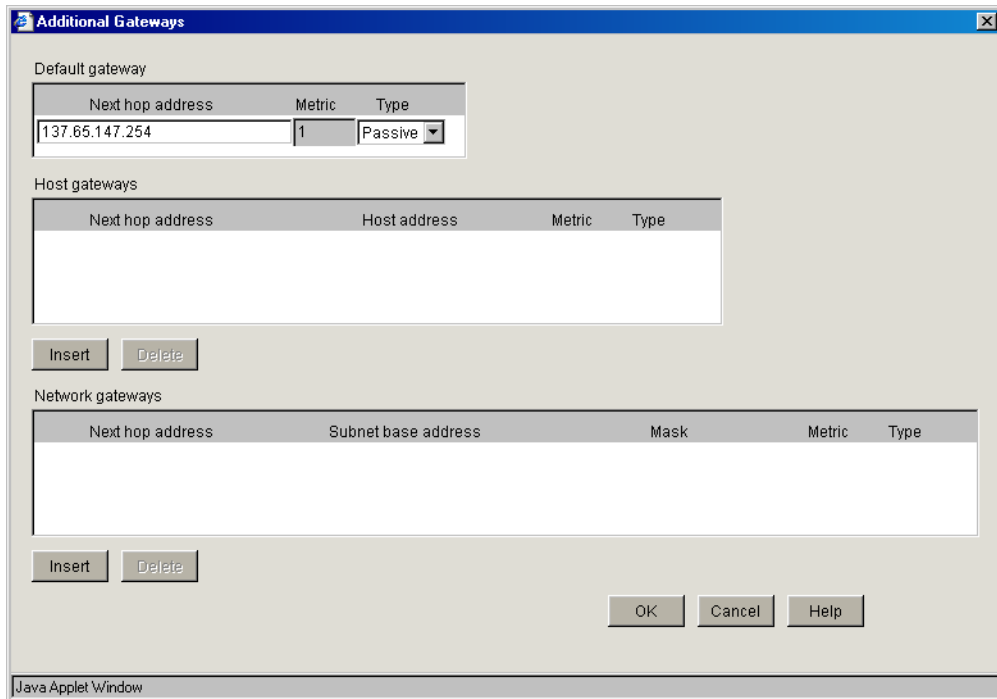 Additional Gateways
Default gateway
Next hop address Metric Type
137.65.147.254 1 Passive
Host gateways
Next hop address Host address Metric Type
Insert Delete
Network gateways
Next hop address Subnet base address Mask Metric Type
Insert Delete
OK Cancel Help
Java Applet Window